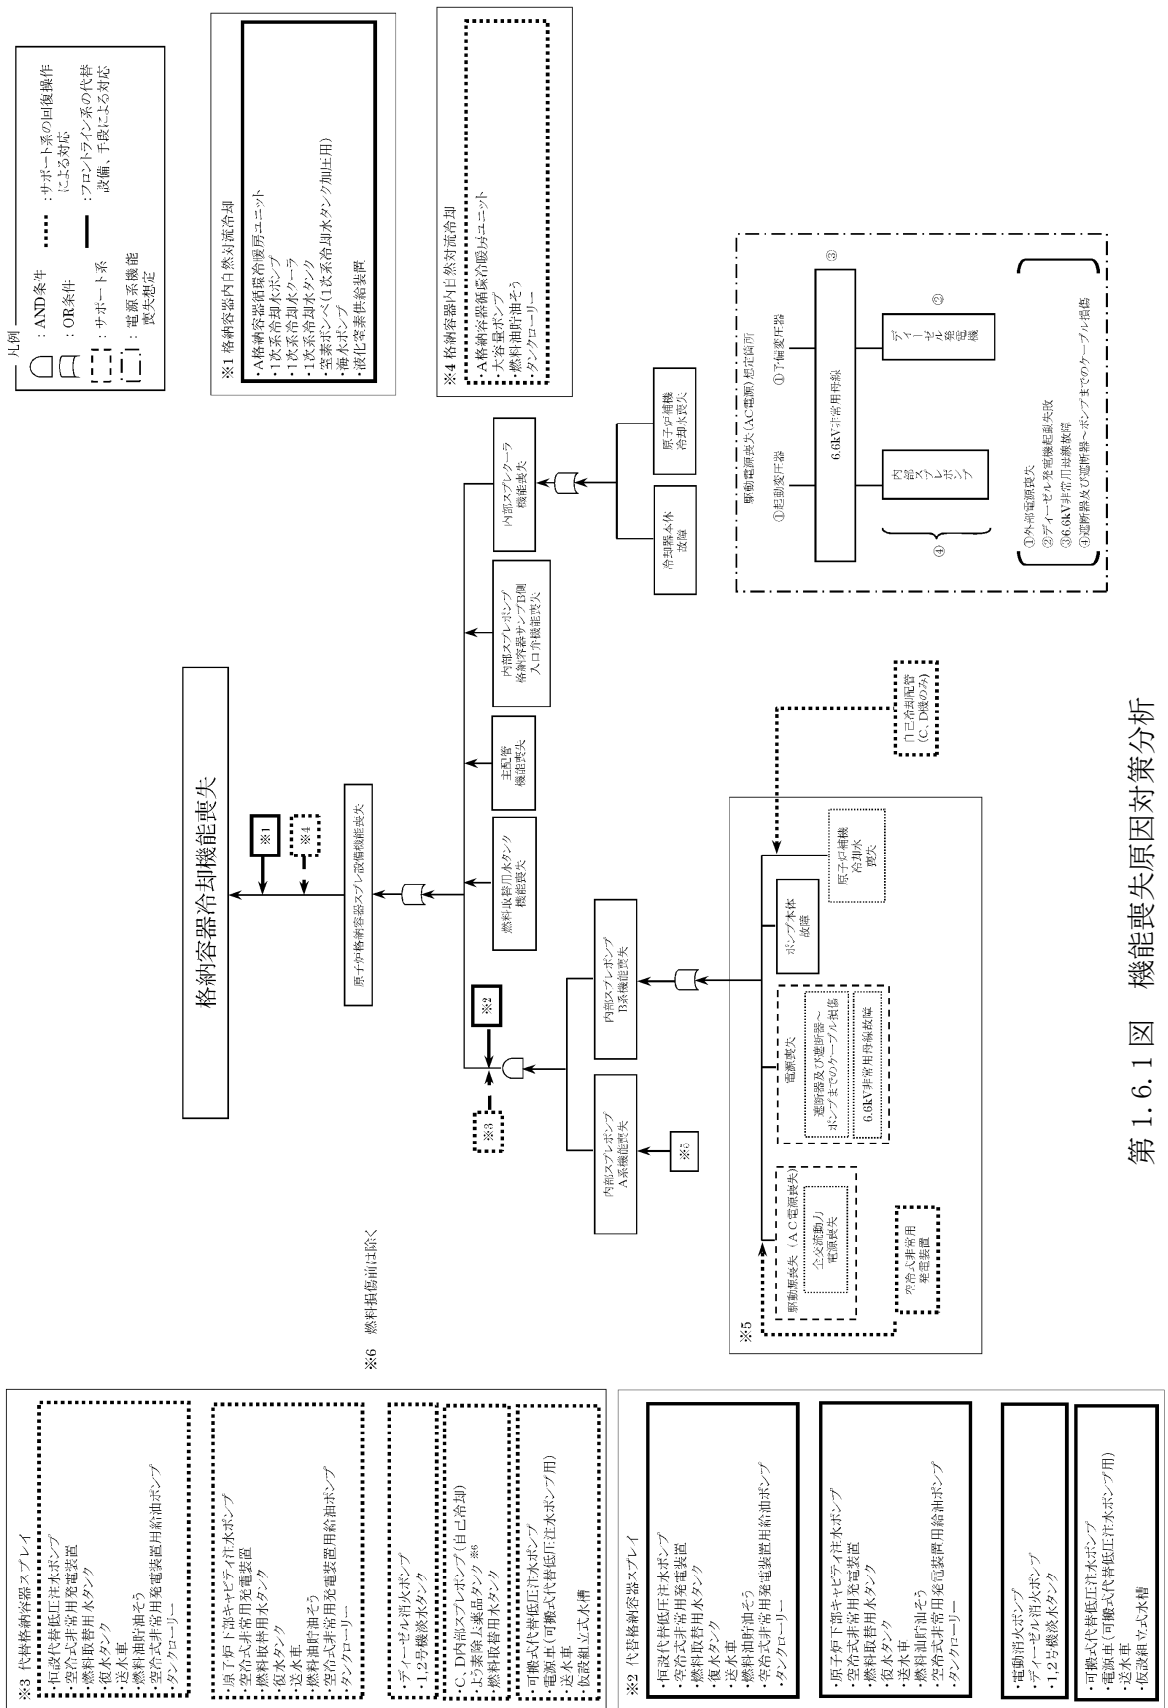 凡例
：AND条件
：OR条件
：サポート系
：電源系機能
喪失想定
：サポート系の回復操作
による対応
：フロントライン系の代替
設備、手段による対応
格納容器冷却機能喪失
※1
※4
原子炉格納容器スプレ設備機能喪失
※3
※2
燃料取替用水タンク
機能喪失
主配管
機能喪失
内部スプレポンプ
格納容器サンプB側
入口弁機能喪失
内部スプレクーラ
機能喪失
冷却器本体
故障
原子炉補機
冷却水喪失
内部スプレポンプ
A系機能喪失
内部スプレポンプ
B系機能喪失
※5
※5
駆動源喪失（ＡＣ電源喪失）
全交流動力
電源喪失
電源喪失
遮断器及び遮断器～
ポンプまでのケーブル損傷
6.6kV非常用母線故障
ポンプ本体
故障
原子炉補機
冷却水
喪失
空冷式非常用
発電装置
自己冷却配管
(C、D機のみ)
※6　燃料損傷前は除く
※1 格納容器内自然対流冷却
・A格納容器循環冷暖房ユニット
・1次系冷却水ポンプ
・1次系冷却水クーラ
・1次系冷却水タンク
・窒素ボンベ(1次系冷却水タンク加圧用)
・海水ポンプ
・液化窒素供給装置
※4 格納容器内自然対流冷却
・A格納容器循環冷暖房ユニット
・大容量ポンプ
・燃料油貯油そう
・タンクローリー
駆動電源喪失(AC電源)想定箇所
①起動変圧器
①予備変圧器
6.6kV非常用母線
③
内部
スプレ
ポンプ
ディー
ゼル
発電
機
④
②
①外部電源喪失
②ディーゼル発電機起動失敗
③6.6kV非常用母線故障
④遮断器及び遮断器～ポンプまでのケーブル損傷
※3 代替格納容器スプレイ
・恒設代替低圧注水ポンプ
・空冷式非常用発電装置
・燃料取替用水タンク
・復水タンク
・送水車
・燃料油貯油そう
・空冷式非常用発電装置用給油ポンプ
・タンクローリー
・原子炉下部キャビティ注水ポンプ
・空冷式非常用発電装置
・燃料取替用水タンク
・復水タンク
・送水車
・燃料油貯油そう
・空冷式非常用発電装置用給油ポンプ
・タンクローリー
・ディーゼル消火ポンプ
・1,2号機淡水タンク
・C、D内部スプレポンプ(自己冷却)
・よう素除去薬品タンク ※6
・燃料取替用水タンク
・可搬式代替低圧注水ポンプ
・電源車(可搬式代替低圧注水ポンプ用)
・送水車
・仮設組立式水槽
※2 代替格納容器スプレイ
・恒設代替低圧注水ポンプ
・空冷式非常用発電装置
・燃料取替用水タンク
・復水タンク
・送水車
・燃料油貯油そう
・空冷式非常用発電装置用給油ポンプ
・タンクローリー
・原子炉下部キャビティ注水ポンプ
・空冷式非常用発電装置
・燃料取替用水タンク
・復水タンク
・送水車
・燃料油貯油そう
・空冷式非常用発電装置用給油ポンプ
・タンクローリー
・電動消火ポンプ
・ディーゼル消火ポンプ
・1,2号機淡水タンク
・可搬式代替低圧注水ポンプ
・電源車(可搬式代替低圧注水ポンプ用)
・送水車
・仮設組立式水槽
第 1.6.1 図　機能喪失原因対策分析